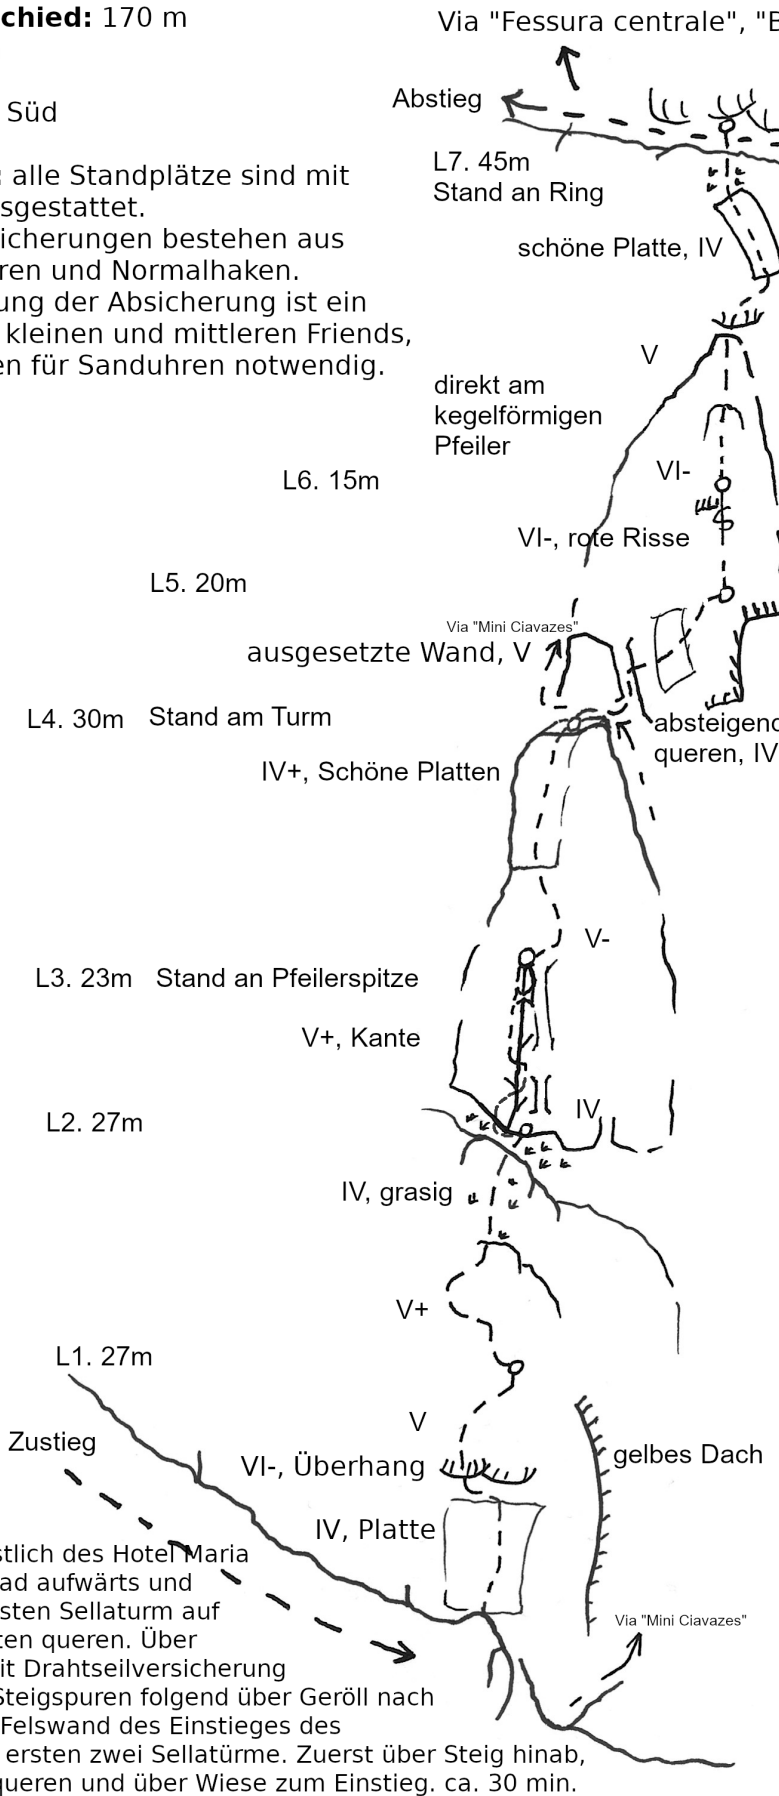 chied: 170 m
Via "Fessura centrale", "B
Abstieg
Süd
L7. 45m
Stand an Ring
: alle Standplätze sind mit
sgestattet.
icherungen bestehen aus
ren und Normalhaken.
ung der Absicherung ist ein
kleinen und mittleren Friends,
en für Sanduhren notwendig.
schöne Platte, IV
V
direkt am
kegelförmigen
Pfeiler
VI-
L6. 15m
VI-, rote Risse
L5. 20m
Via "Mini Ciavazes"
ausgesetzte Wand, V
L4. 30m Stand am Turm
absteigend
queren, IV
IV+, Schöne Platten
V-
L3. 23m Stand an Pfeilerspitze
V+, Kante
IV
L2. 27m
IV, grasig
V+
L1. 27m
V
Zustieg
gelbes Dach
VI-, Überhang
IV, Platte
stlich des Hotel Maria
ad aufwärts und
sten Sellaturm auf
ten queren. Über
it Drahtseilversicherung
Steigspuren folgend über Geröll nach
Felswand des Einstieges des
ersten zwei Sellatürme. Zuerst über Steig hinab,
queren und über Wiese zum Einstieg. ca. 30 min.
Via "Mini Ciavazes"